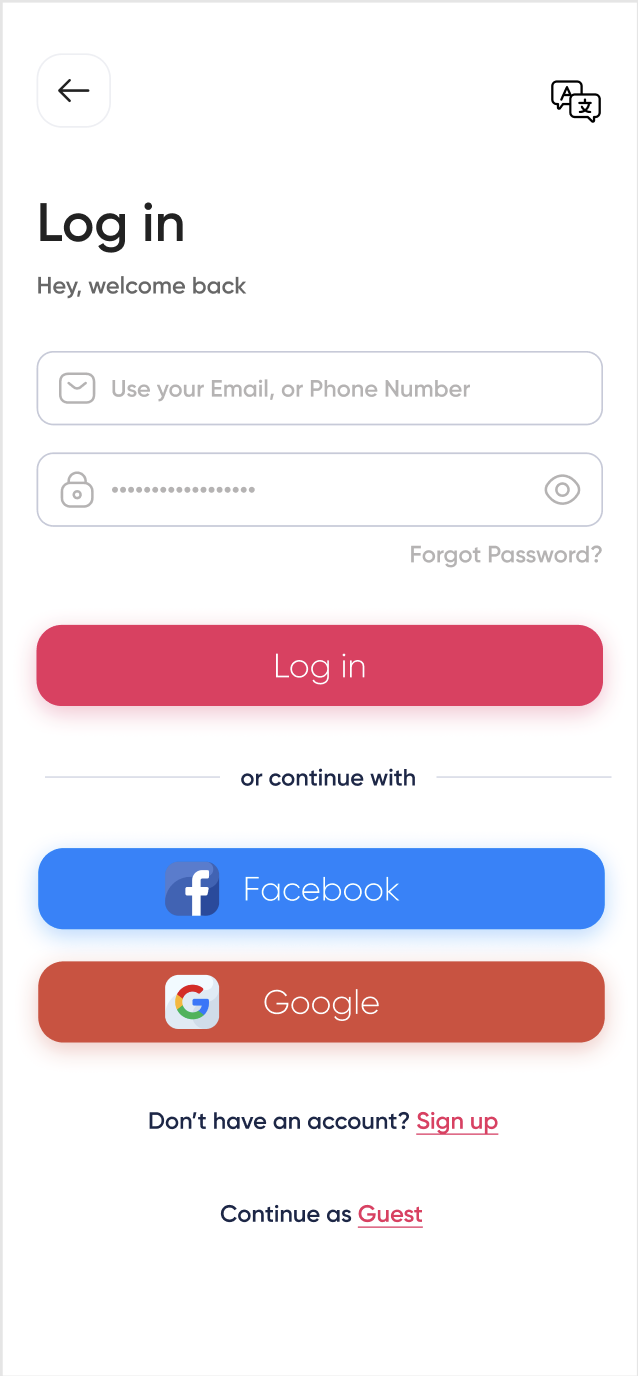 A 文
Log in
Hey, welcome back
Use your Email, or Phone Number
••••••••••••••••••
Forgot Password?
Log in
or continue with
Facebook
Google
Don’t have an account? Sign up
Continue as Guest